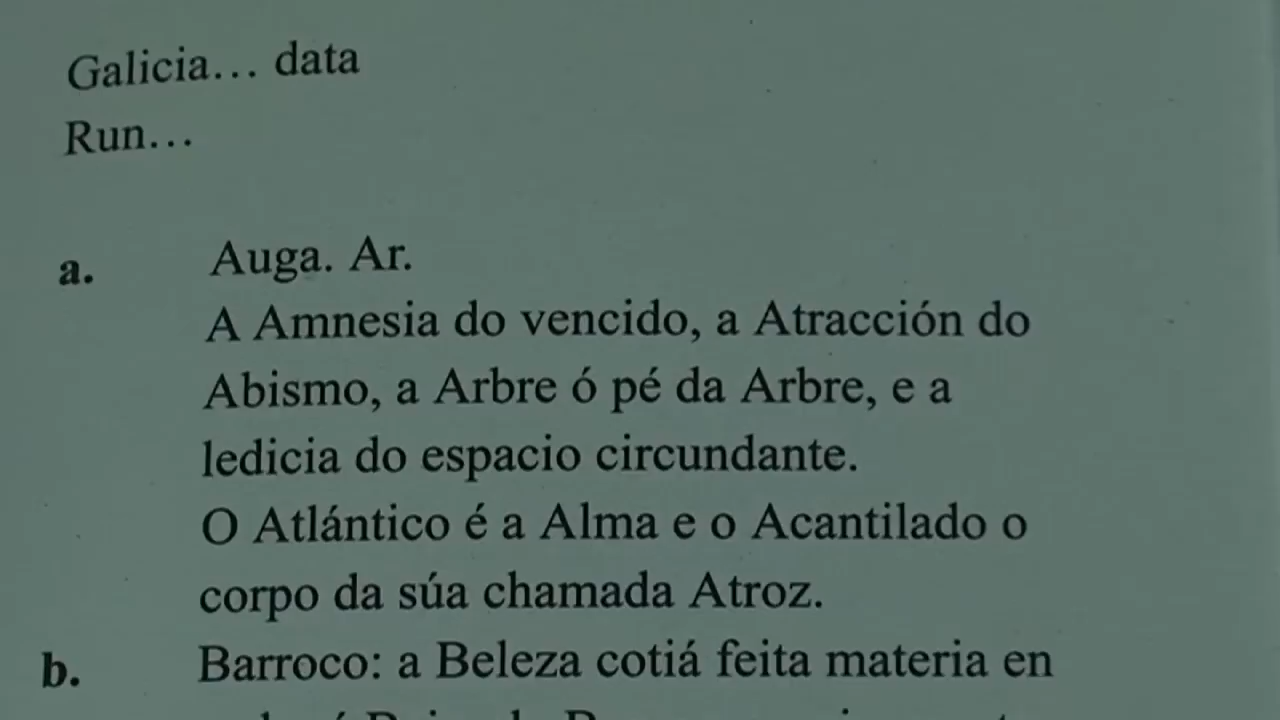 Galicia... data
Run...
a. Auga. Ar.
A Amnesia do vencido, a Atracción do
Abismo, a Arbre ó pé da Arbre, e a
ledicia do espacio circundante.
O Atlántico é a Alma e o Acantilado o
corpo da súa chamada Atroz.
b. Barroco: a Beleza cotiá feita materia en